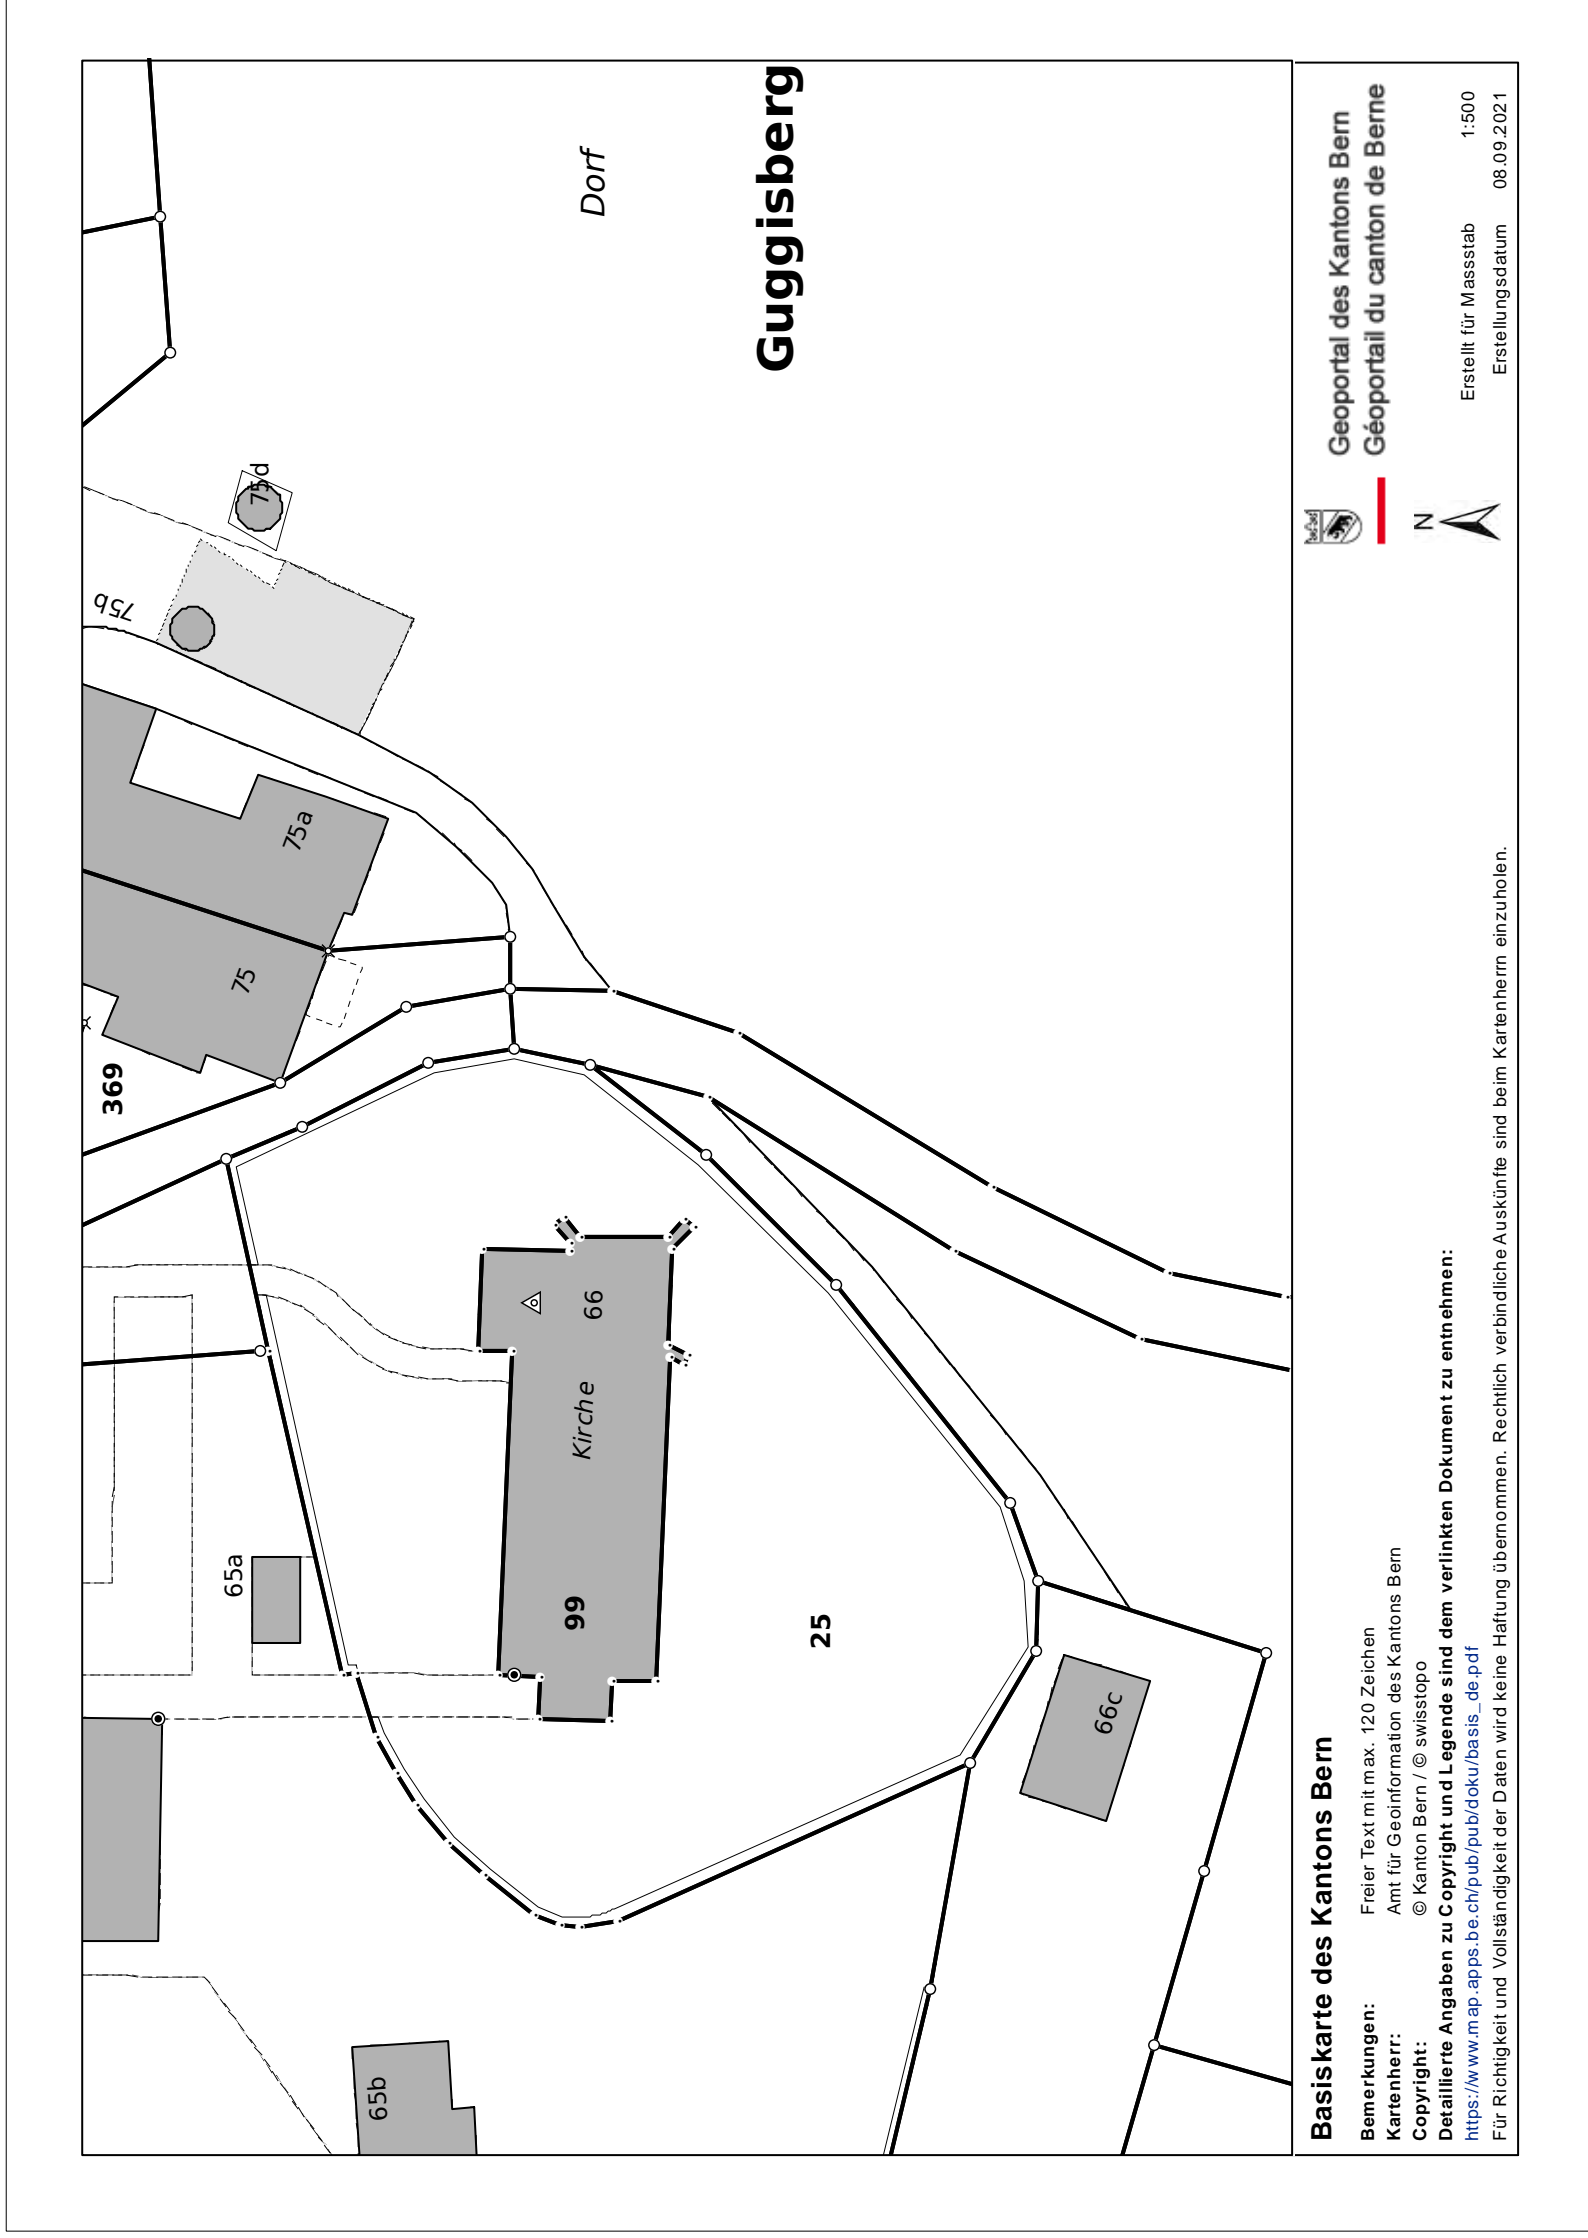 75b
75d
75a
75
369
Dorf
Guggisberg
66
Kirche
99
25
65a
65b
66c
Basiskarte des Kantons Bern
Bemerkungen: Freier Text mit max. 120 Zeichen
Kartenherr: Amt für Geoinformation des Kantons Bern
Copyright: © Kanton Bern / © swisstopo
Detaillierte Angaben zu Copyright und Legende sind dem verlinkten Dokument zu entnehmen:
https://www.map.apps.be.ch/pub/pub/doku/basis_de.pdf
Für Richtigkeit und Vollständigkeit der Daten wird keine Haftung übernommen. Rechtlich verbindliche Auskünfte sind beim Kartenherrn einzuholen.
N
Geoportal des Kantons Bern
Géoportail du canton de Berne
Erstellt für Massstab 1:500
Erstellungsdatum 08.09.2021